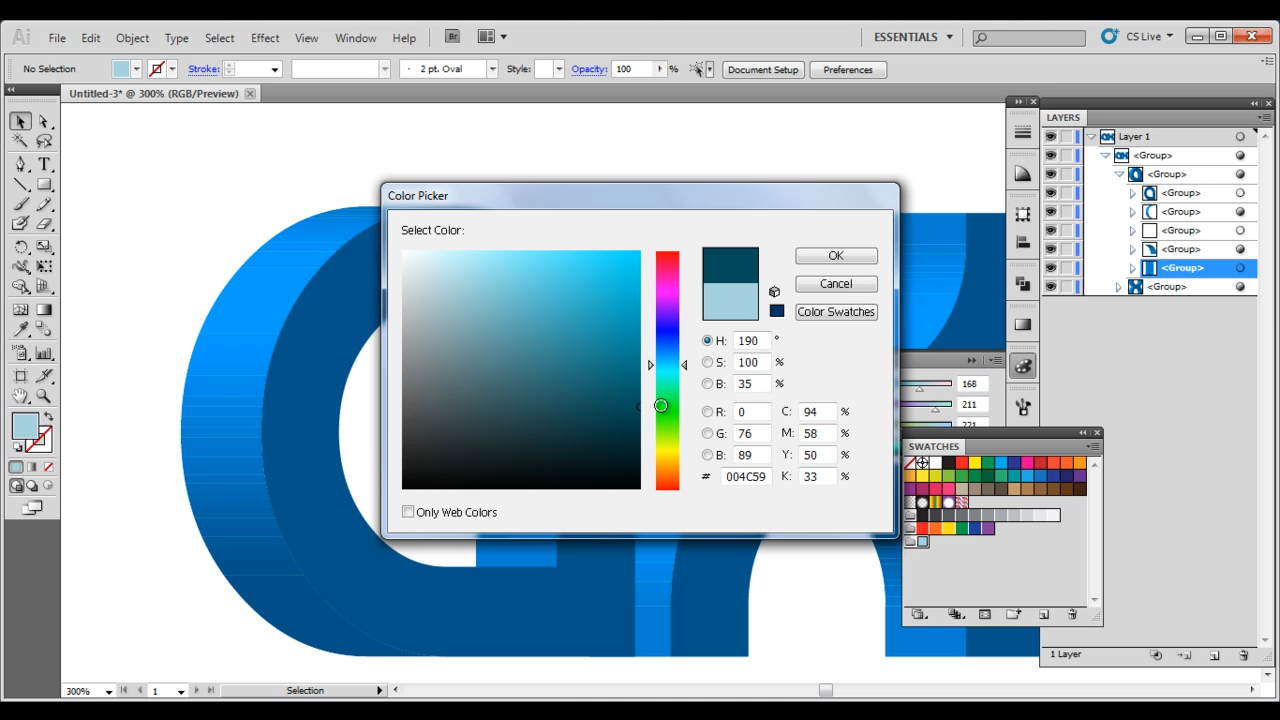 Ai File Edit Object Type Select Effect View Window Help Br ESSENTIALS CS Live
No Selection Stroke: 2 pt. Oval Style: Opacity: 100 % Document Setup Preferences
Untitled-3* @ 300% (RGB/Preview)
LAYERS
Layer 1
<Group>
<Group>
<Group>
<Group>
<Group>
<Group>
<Group>
<Group>
Color Picker
Select Color:
OK
Cancel
Color Swatches
H: 190 °
S: 100 %
B: 35 %
R: 0 C: 94 %
G: 76 M: 58 %
B: 89 Y: 50 %
# 004C59 K: 33 %
Only Web Colors
168
211
221
SWATCHES
1 Layer
300% 1 Selection